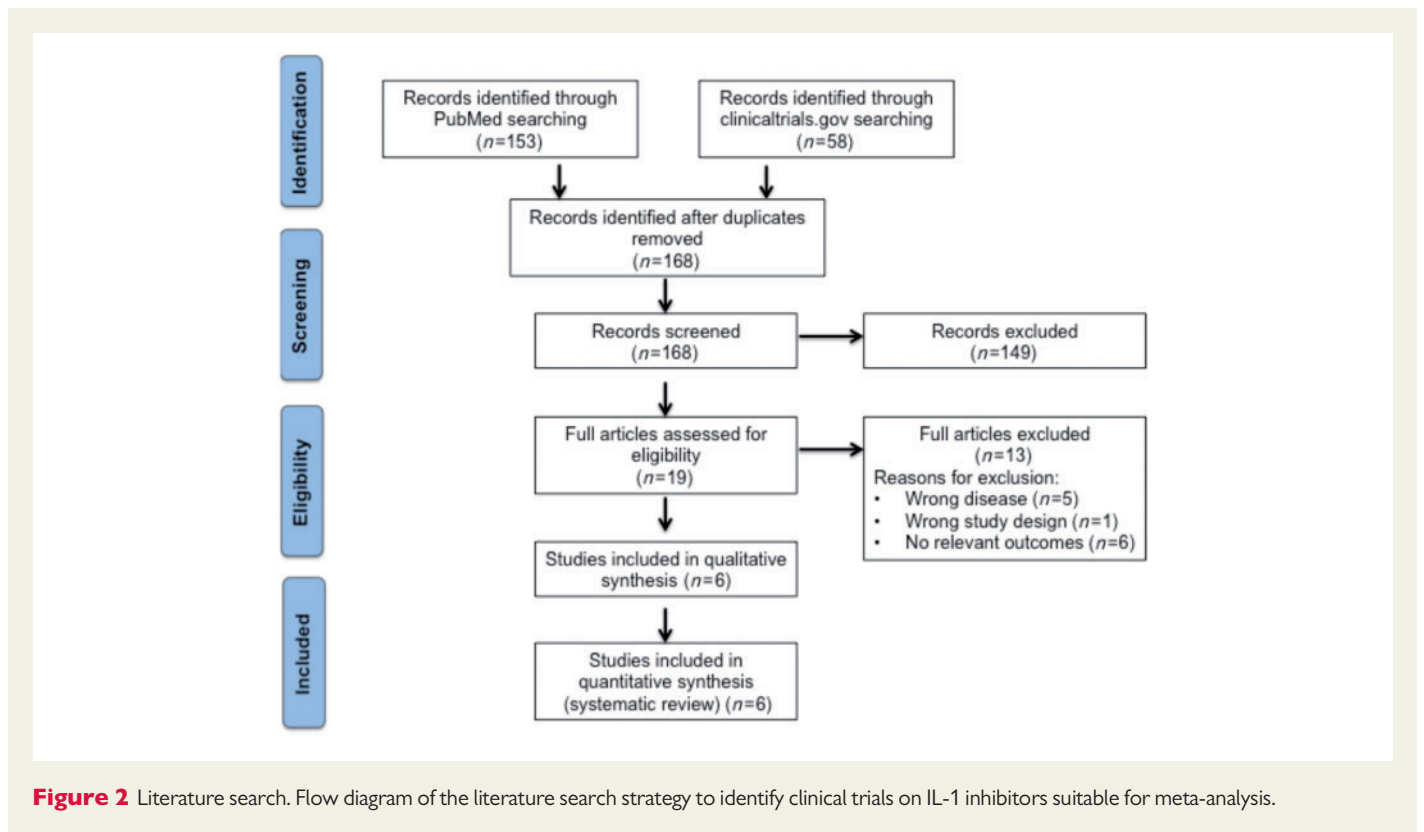 Identification
Records identified through
PubMed searching
(n=153)
Records identified through
clinicaltrials.gov searching
(n=58)
Records identified after duplicates
removed
(n=168)
Screening
Records screened
(n=168)
Records excluded
(n=149)
Eligibility
Full articles assessed for
eligibility
(n=19)
Full articles excluded
(n=13)
Reasons for exclusion:
• Wrong disease (n=5)
• Wrong study design (n=1)
• No relevant outcomes (n=6)
Included
Studies included in qualitative
synthesis (n=6)
Studies included in
quantitative synthesis
(systematic review) (n=6)
Figure 2 Literature search. Flow diagram of the literature search strategy to identify clinical trials on IL-1 inhibitors suitable for meta-analysis.